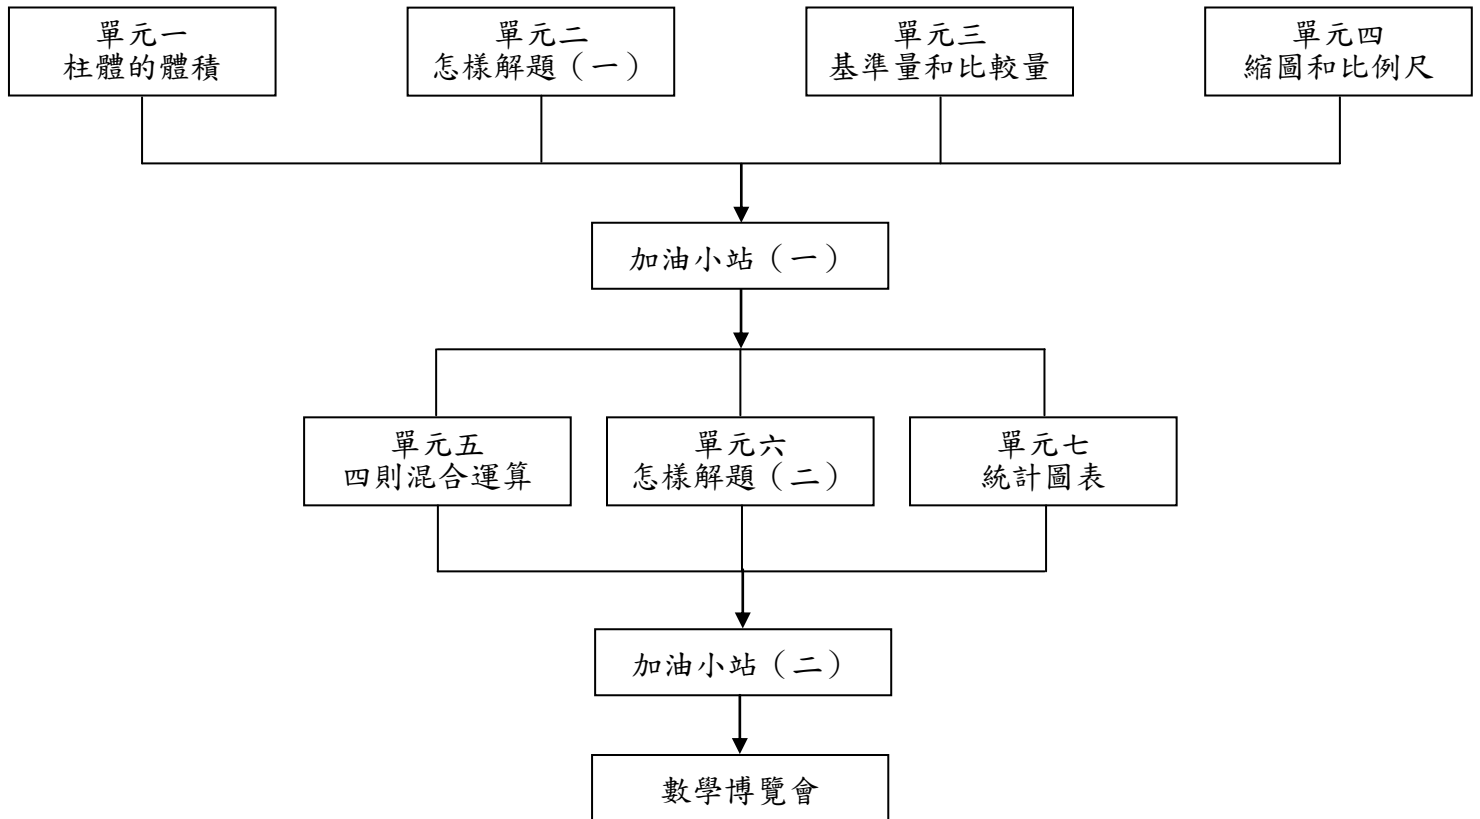 單元一
柱體的體積
單元二
怎樣解題（一）
單元三
基準量和比較量
單元四
縮圖和比例尺
加油小站（一）
單元五
四則混合運算
單元六
怎樣解題（二）
單元七
統計圖表
加油小站（二）
數學博覽會